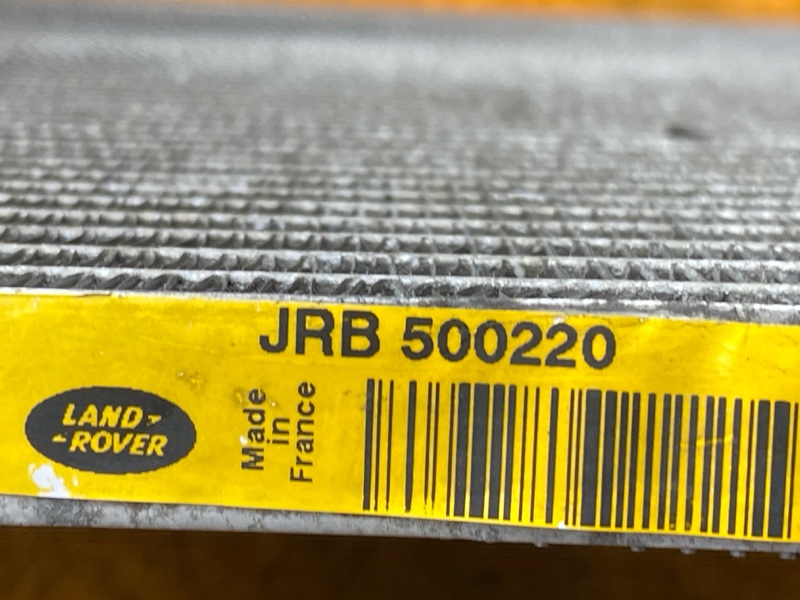 JRB 500220
LAND-
-ROVER
Made
in
France